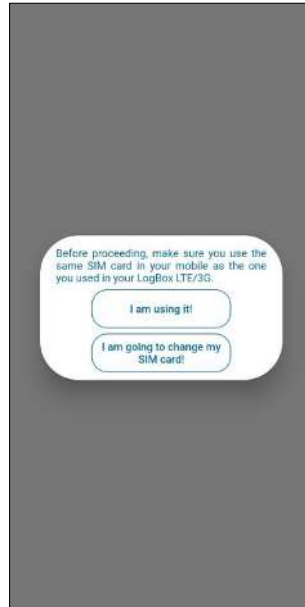 Before proceeding, make sure you use the
same SIM card in your mobile as the one
you used in your LogBox LTE/3G.
I am using it!
I am going to change my
SIM card!